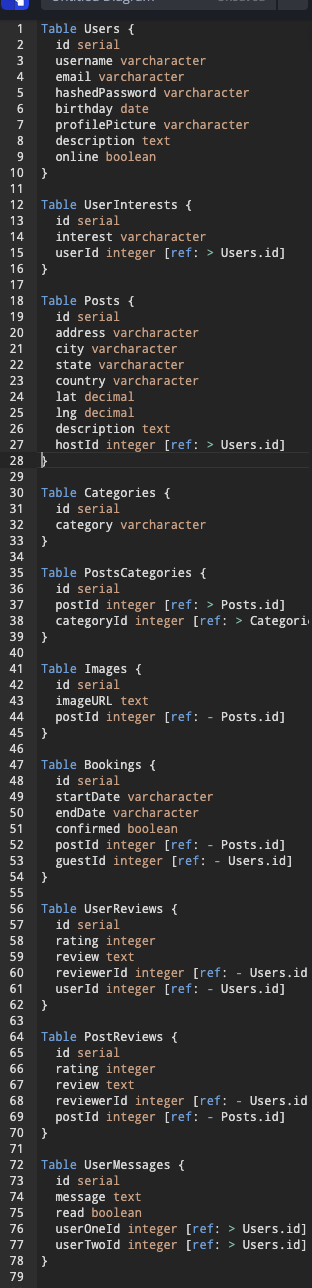 1 Table Users {
2 id serial
3 username varcharacter
4 email varcharacter
5 hashedPassword varcharacter
6 birthday date
7 profilePicture varcharacter
8 description text
9 online boolean
10 }
11
12 Table UserInterests {
13 id serial
14 interest varcharacter
15 userId integer [ref: > Users.id]
16 }
17
18 Table Posts {
19 id serial
20 address varcharacter
21 city varcharacter
22 state varcharacter
23 country varcharacter
24 lat decimal
25 lng decimal
26 description text
27 hostId integer [ref: > Users.id]
28 }
29
30 Table Categories {
31 id serial
32 category varcharacter
33 }
34
35 Table PostsCategories {
36 id serial
37 postId integer [ref: > Posts.id]
38 categoryId integer [ref: > Categori
39 }
40
41 Table Images {
42 id serial
43 imageURL text
44 postId integer [ref: - Posts.id]
45 }
46
47 Table Bookings {
48 id serial
49 startDate varcharacter
50 endDate varcharacter
51 confirmed boolean
52 postId integer [ref: - Posts.id]
53 guestId integer [ref: - Users.id]
54 }
55
56 Table UserReviews {
57 id serial
58 rating integer
59 review text
60 reviewerId integer [ref: - Users.id
61 userId integer [ref: - Users.id]
62 }
63
64 Table PostReviews {
65 id serial
66 rating integer
67 review text
68 reviewerId integer [ref: - Users.id
69 postId integer [ref: - Posts.id]
70 }
71
72 Table UserMessages {
73 id serial
74 message text
75 read boolean
76 userOneId integer [ref: > Users.id]
77 userTwoId integer [ref: > Users.id]
78 }
79